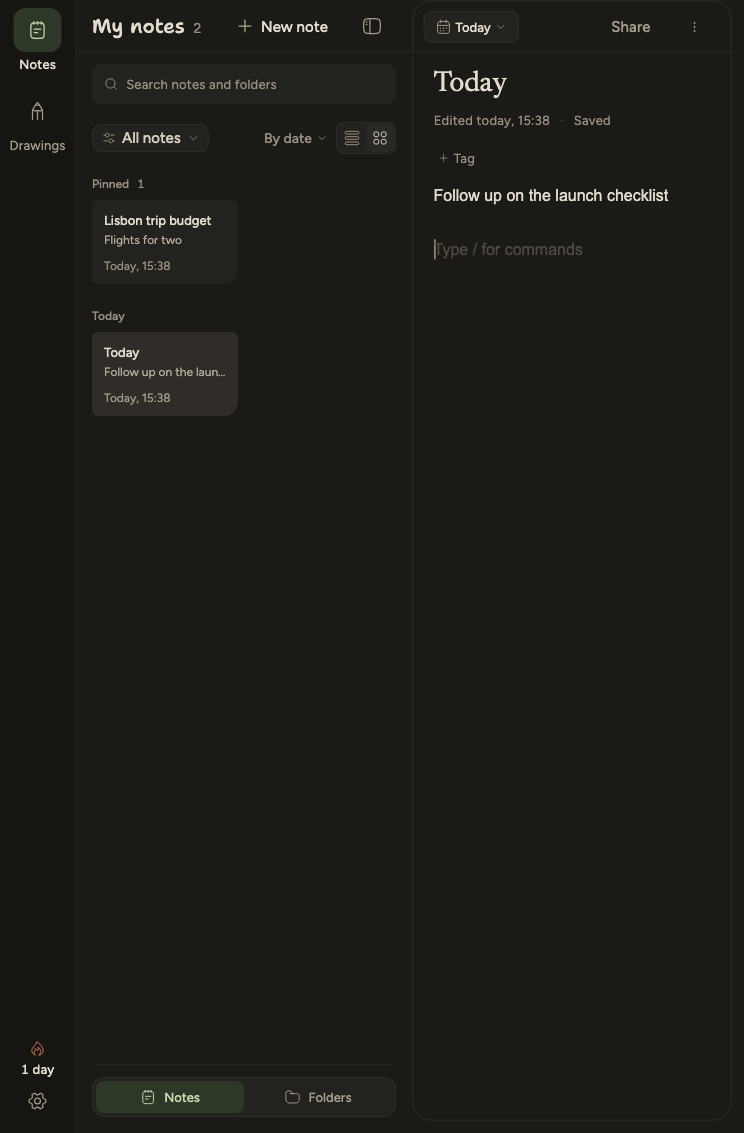 Notes
Drawings
1 day
My notes 2
New note
Search notes and folders
All notes
By date
Pinned 1
Lisbon trip budget
Flights for two
Today, 15:38
Today
Today
Follow up on the laun...
Today, 15:38
Notes
Folders
Today
Share
Today
Edited today, 15:38 · Saved
+ Tag
Follow up on the launch checklist
Type / for commands